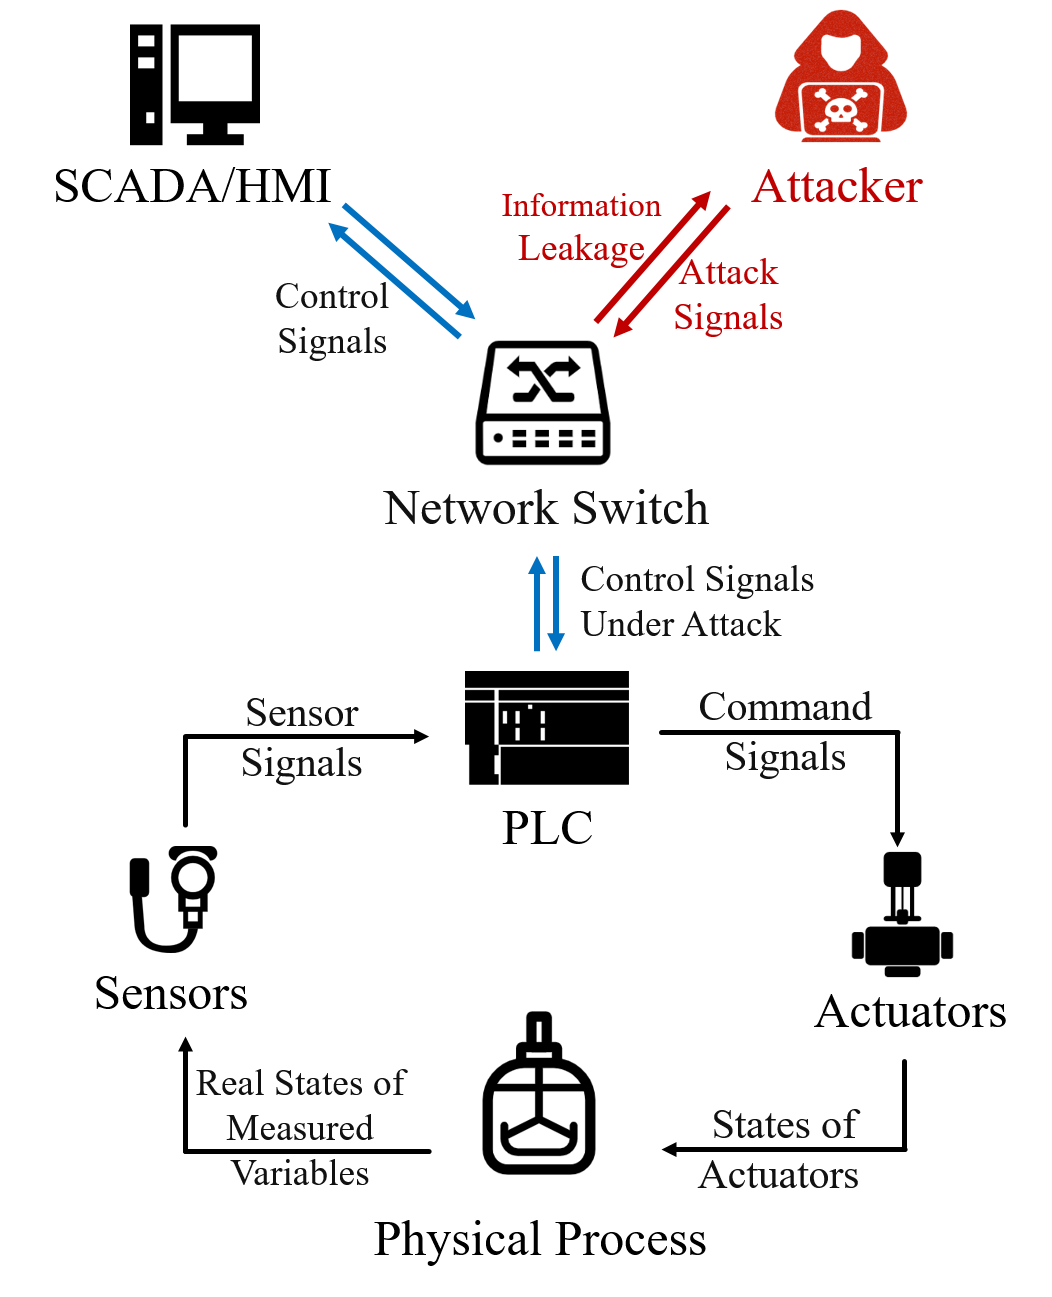 SCADA/HMI
Attacker
Information
Leakage
Attack
Signals
Control
Signals
Network Switch
Control Signals
Under Attack
Sensor
Signals
Command
Signals
PLC
Sensors
Actuators
Real States of
Measured
Variables
States of
Actuators
Physical Process